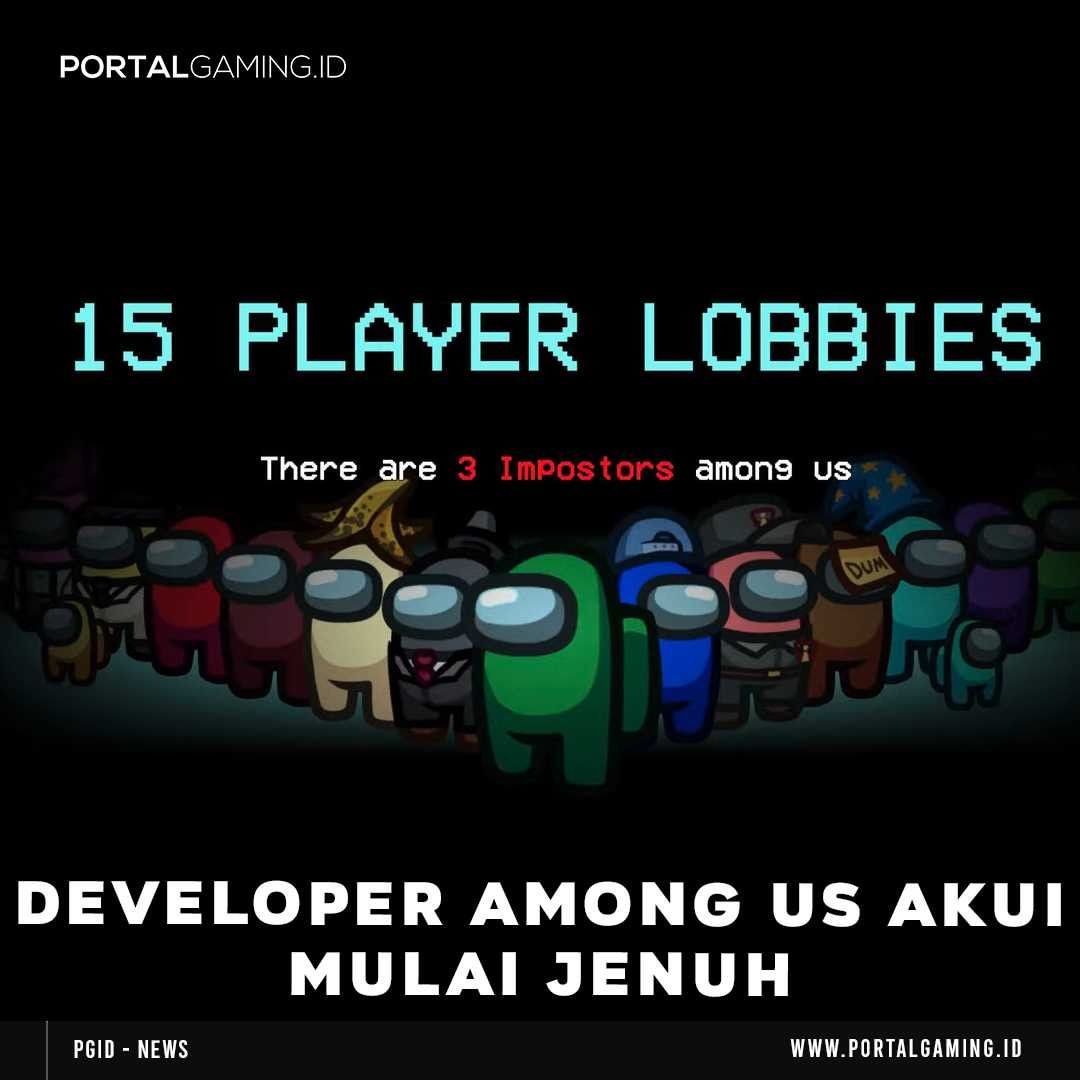 PORTALGAMING.ID
15 PLAYER LOBBIES
There are 3 Impostors among us
DUM
DEVELOPER AMONG US AKUI
MULAI JENUH
PGID - NEWS
WWW.PORTALGAMING.ID